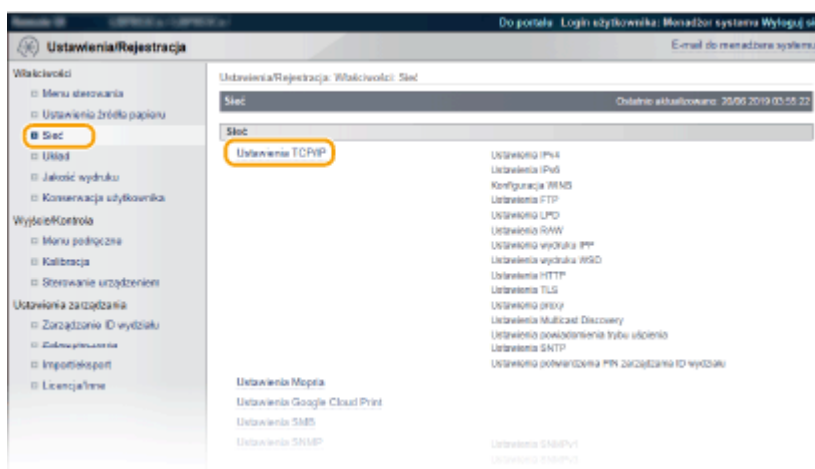 Remote UI
Do portalu Login użytkownika: Menadżer systemu Wyloguj si
Ustawienia/Rejestracja
E-mail do menadżera systemu
Właściwości
Ustawienia/Rejestracja: Właściwości: Sieć
Menu sterowania
Sieć
Ostatnio aktualizowano: 20/06 2019 03:55:22
Ustawienia źródła papieru
Sieć
Sieć
Układ
Ustawienia TCP/IP
Ustawienia IPv4
Jakość wydruku
Ustawienia IPv6
Konserwacja użytkownika
Konfiguracja WINS
Wyjście/Kontrola
Ustawienia FTP
Menu podręczne
Ustawienia LPD
Kalibracja
Ustawienia RAW
Sterowanie urządzeniem
Ustawienia wydruku IPP
Ustawienia zarządzania
Ustawienia wydruku WSD
Zarządzanie ID wydziału
Ustawienia HTTP
Import/eksport
Ustawienia TLS
Licencja/Inne
Ustawienia proxy
Ustawienia Multicast Discovery
Ustawienia powiadomienia trybu uśpienia
Ustawienia SNTP
Ustawienia potwierdzenia PIN zarządzania ID wydziału
Ustawienia Mopria
Ustawienia Google Cloud Print
Ustawienia SMB
Ustawienia SNMP
Ustawienia SNMPv1